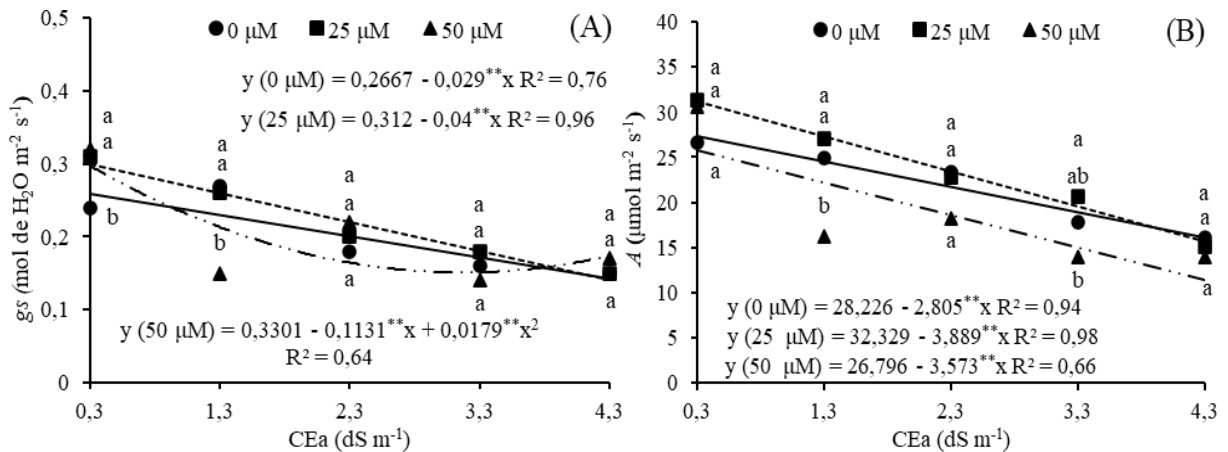 (A)
0 μM 25 μM 50 μM
y (0 μM) = 0,2667 - 0,029**x R² = 0,76
y (25 μM) = 0,312 - 0,04**x R² = 0,96
y (50 μM) = 0,3301 - 0,1131**x + 0,0179**x²
R² = 0,64
gs (mol de H₂O m⁻² s⁻¹)
0,5
0,4
0,3
0,2
0,1
0
a
a
b
a
a
b
a
a
a
a
a
a
a
a
a
0,3 1,3 2,3 3,3 4,3
CEa (dS m⁻¹)
(B)
0 μM 25 μM 50 μM
A (μmol m⁻² s⁻¹)
40
35
30
25
20
15
10
5
0
a
a
a
a
a
b
a
a
a
a
ab
b
a
a
a
y (0 μM) = 28,226 - 2,805**x R² = 0,94
y (25 μM) = 32,329 - 3,889**x R² = 0,98
y (50 μM) = 26,796 - 3,573**x R² = 0,66
0,3 1,3 2,3 3,3 4,3
CEa (dS m⁻¹)